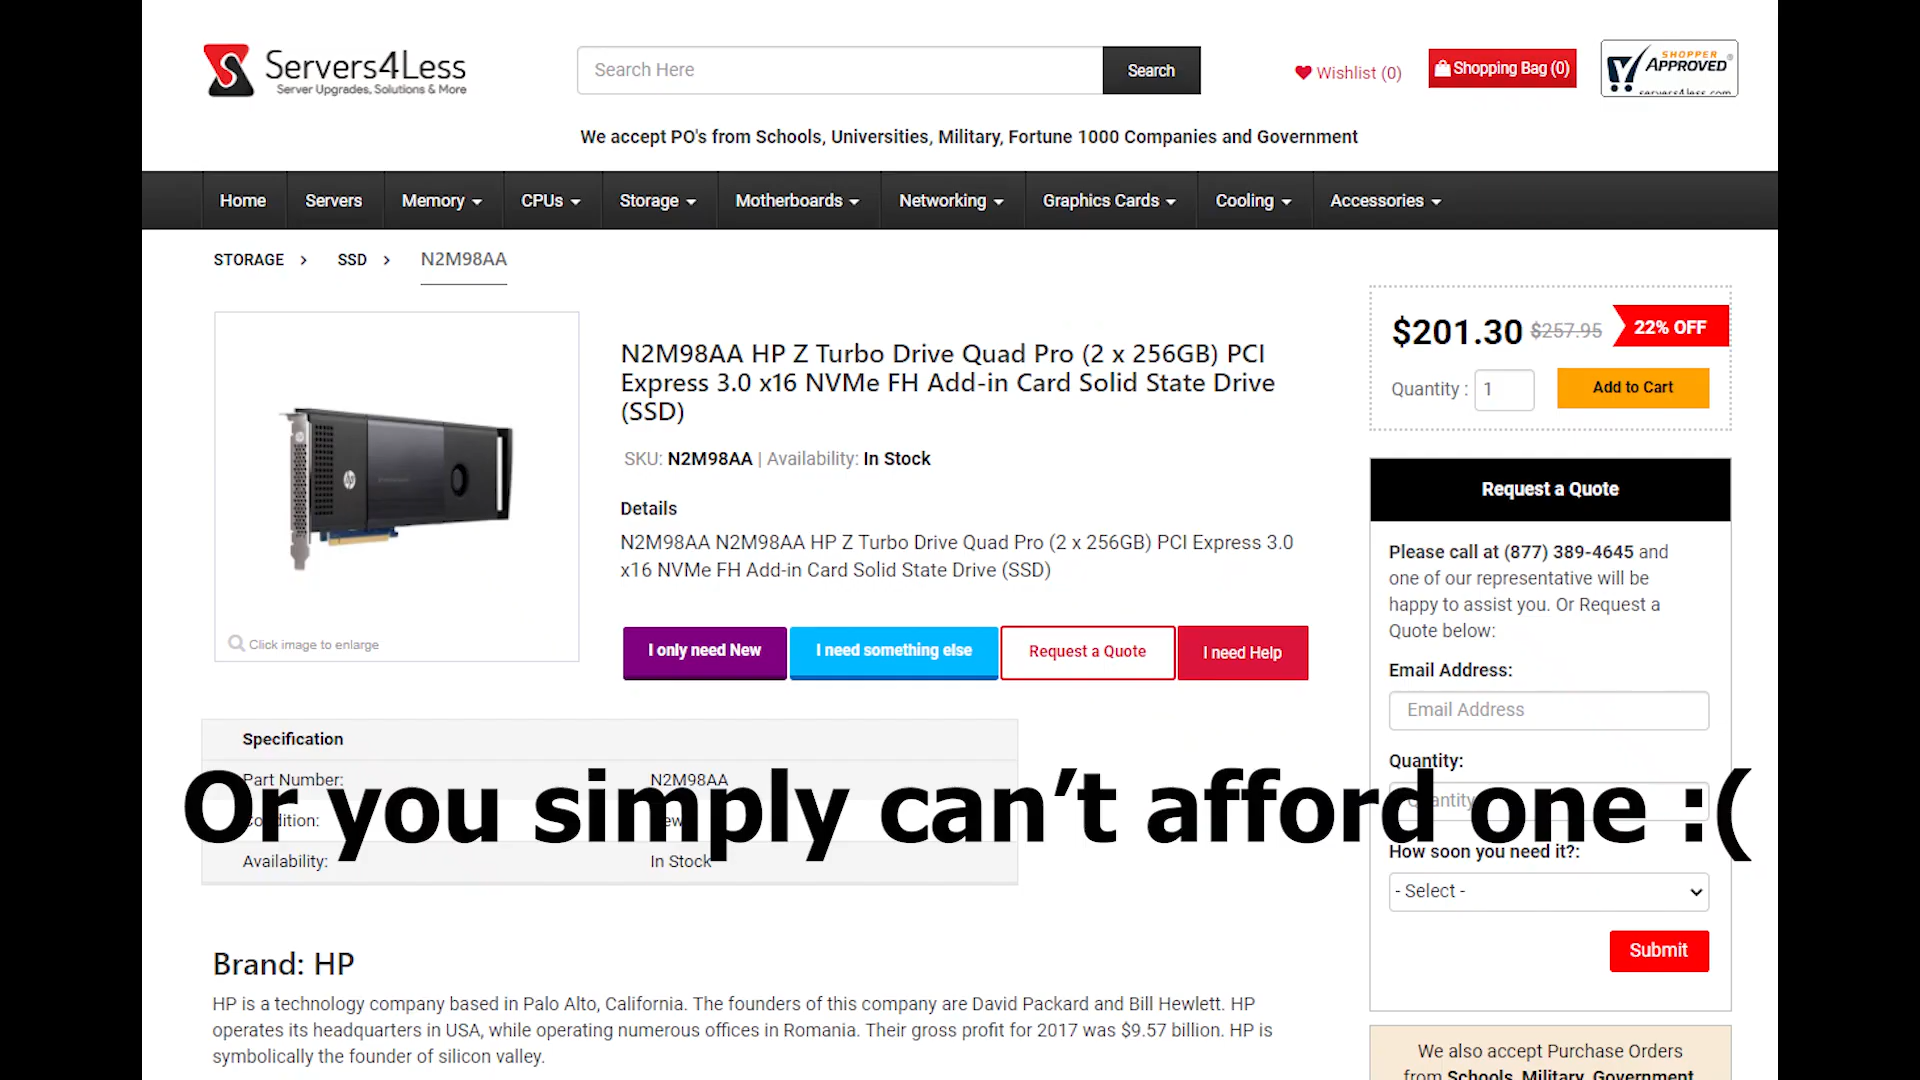 Servers4Less
Server Upgrades, Solutions & More
Search Here
Search
Wishlist (0)
Shopping Bag (0)
SHOPPER
APPROVED®
servers4less.com
We accept PO's from Schools, Universities, Military, Fortune 1000 Companies and Government
Home Servers Memory CPUs Storage Motherboards Networking Graphics Cards Cooling Accessories
STORAGE > SSD > N2M98AA
Click image to enlarge
N2M98AA HP Z Turbo Drive Quad Pro (2 x 256GB) PCI
Express 3.0 x16 NVMe FH Add-in Card Solid State Drive
(SSD)
SKU: N2M98AA | Availability: In Stock
Details
N2M98AA N2M98AA HP Z Turbo Drive Quad Pro (2 x 256GB) PCI Express 3.0
x16 NVMe FH Add-in Card Solid State Drive (SSD)
I only need New
I need something else
Request a Quote
I need Help
$201.30 $257.95 22% OFF
Quantity : 1 Add to Cart
Request a Quote
Please call at (877) 389-4645 and
one of our representative will be
happy to assist you. Or Request a
Quote below:
Email Address:
Email Address
Quantity:
Quantity
How soon you need it?:
- Select -
Submit
We also accept Purchase Orders
from Schools, Military, Government
Specification
Part Number: N2M98AA
Condition: New
Availability: In Stock
Or you simply can’t afford one :(
Brand: HP
HP is a technology company based in Palo Alto, California. The founders of this company are David Packard and Bill Hewlett. HP
operates its headquarters in USA, while operating numerous offices in Romania. Their gross profit for 2017 was $9.57 billion. HP is
symbolically the founder of silicon valley.